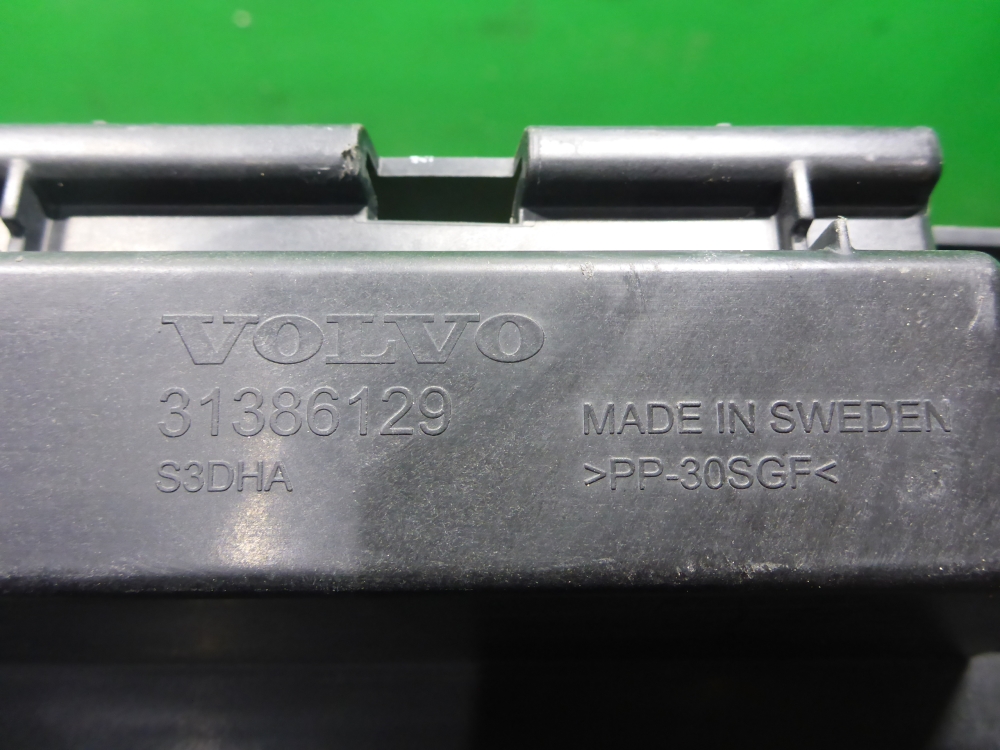 VOLVO
31386129
S3DHA
MADE IN SWEDEN
>PP-30SGF<